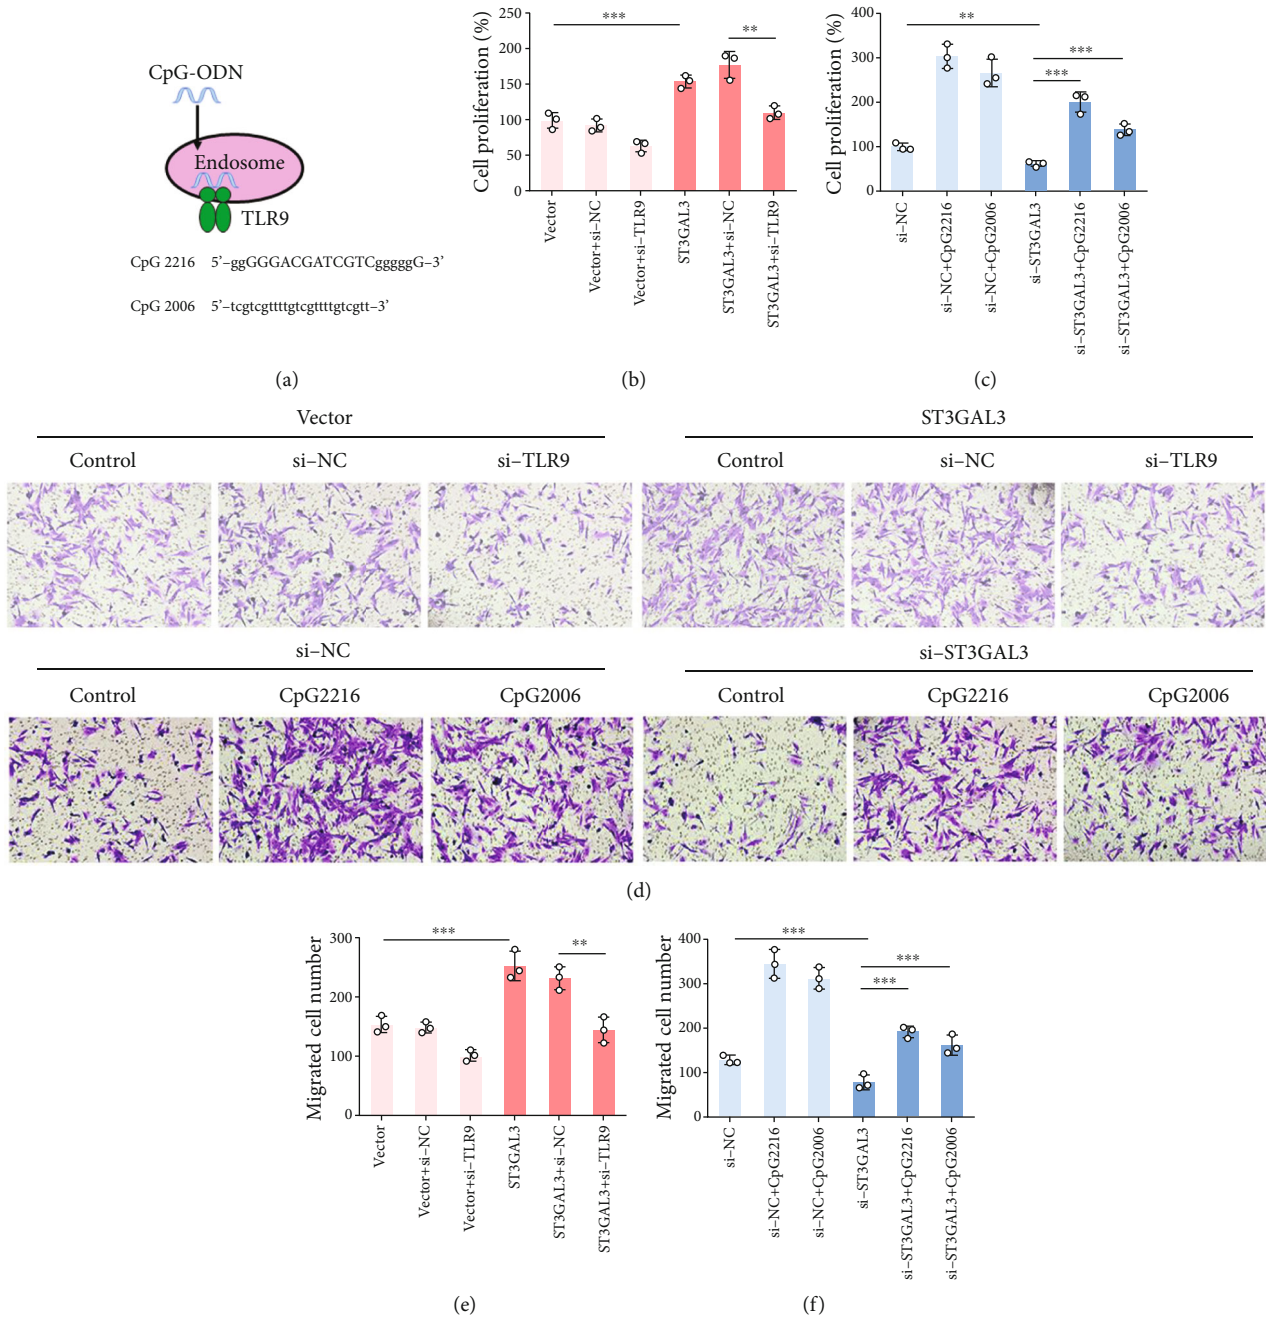 CpG-ODN
Endosome
TLR9
CpG 2216 5’–ggGGGACGATCGTCgggggG–3’
CpG 2006 5’–tcgtcgttttgtcgttttgtcgtt–3’
(a)
Cell proliferation (%)
250
200
150
100
50
0
***
**
Vector
Vector+si–NC
Vector+si–TLR9
ST3GAL3
ST3GAL3+si–NC
ST3GAL3+si–TLR9
(b)
Cell proliferation (%)
400
300
200
100
0
**
***
***
si–NC
si–NC+CpG2216
si–NC+CpG2006
si–ST3GAL3
si–ST3GAL3+CpG2216
si–ST3GAL3+CpG2006
(c)
Vector
ST3GAL3
Control si–NC si–TLR9 si–NC si–TLR9
si–NC
si–ST3GAL3
Control CpG2216 CpG2006 Control CpG2216 CpG2006
(d)
Migrated cell number
300
200
100
0
***
**
Vector
Vector+si–NC
Vector+si–TLR9
ST3GAL3
ST3GAL3+si–NC
ST3GAL3+si–TLR9
(e)
Migrated cell number
400
300
200
100
0
***
***
***
si–NC
si–NC+CpG2216
si–NC+CpG2006
si–ST3GAL3
si–ST3GAL3+CpG2216
si–ST3GAL3+CpG2006
(f)